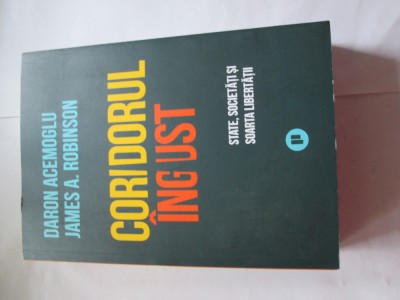 DARON ACEMOGLU
JAMES A. ROBINSON
CORIDORUL
ÎNGUST
STATE, SOCIETĂȚI ȘI
SOARTA LIBERTĂȚII